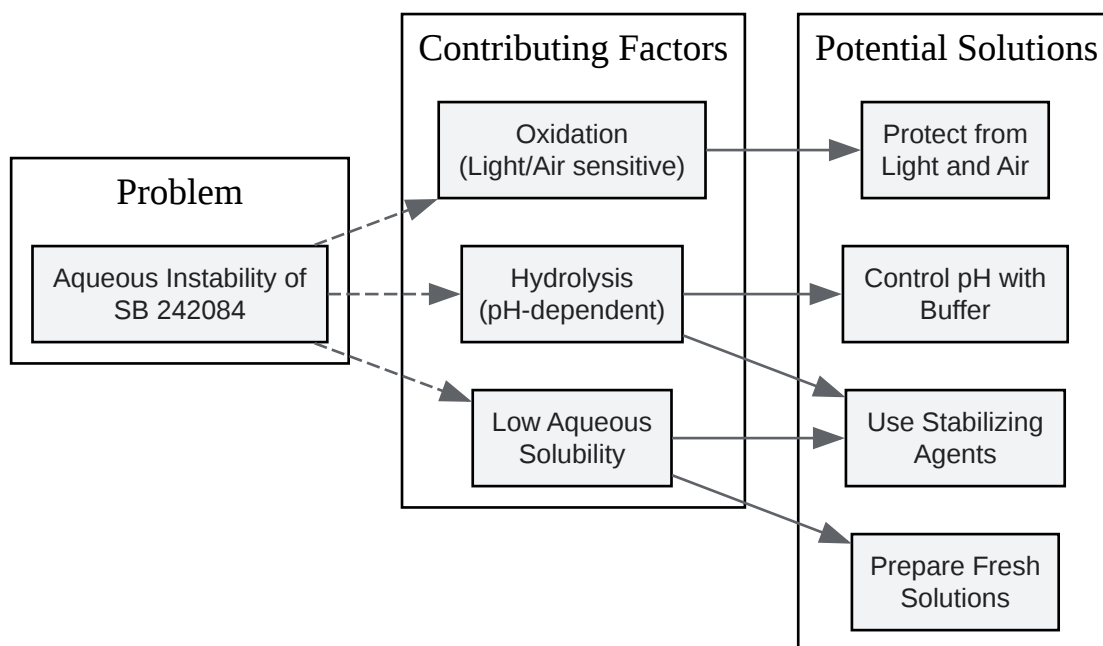 Problem
Aqueous Instability of
SB 242084
Contributing Factors
Oxidation
(Light/Air sensitive)
Hydrolysis
(pH-dependent)
Low Aqueous
Solubility
Potential Solutions
Protect from
Light and Air
Control pH with
Buffer
Use Stabilizing
Agents
Prepare Fresh
Solutions